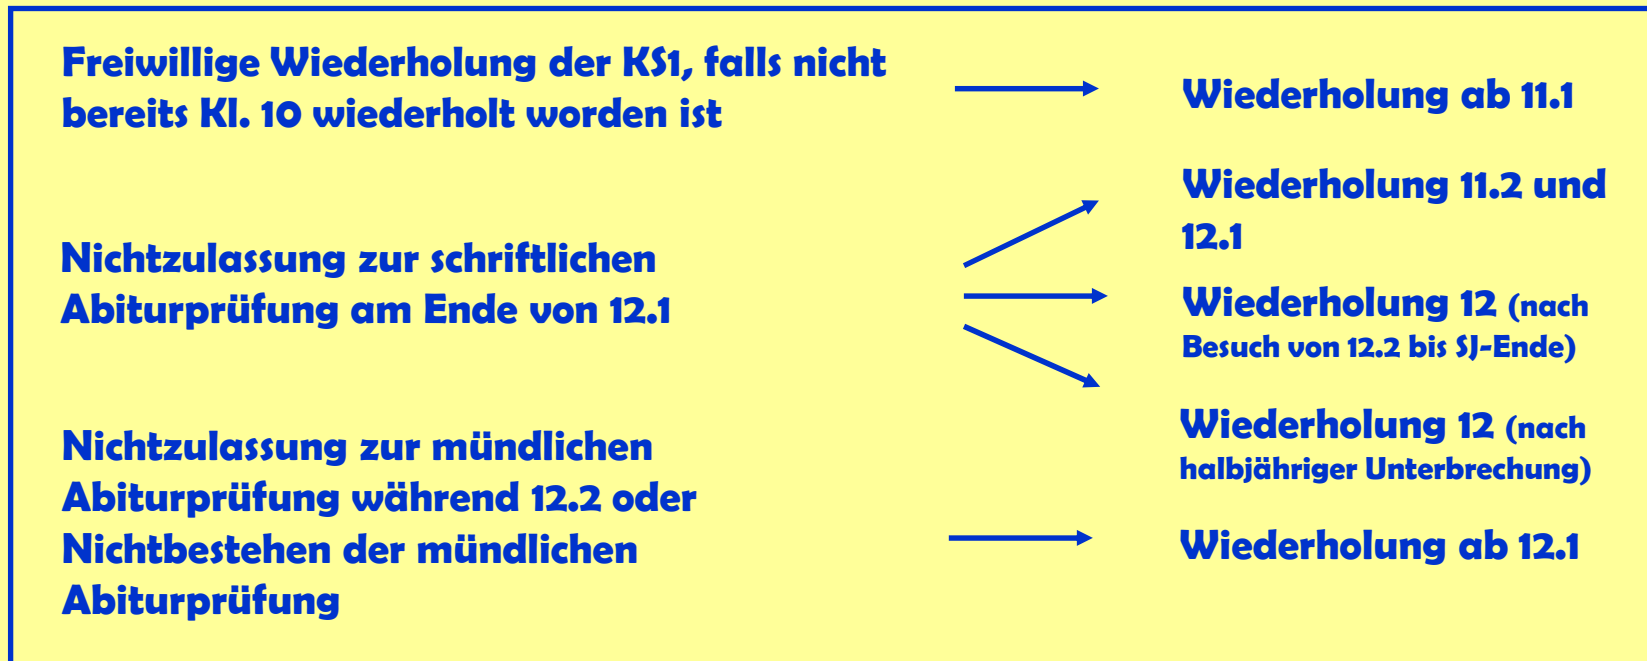 Freiwillige Wiederholung der KS1, falls nicht
bereits Kl. 10 wiederholt worden ist
Wiederholung ab 11.1
Nichtzulassung zur schriftlichen
Abiturprüfung am Ende von 12.1
Wiederholung 11.2 und
12.1
Wiederholung 12 (nach
Besuch von 12.2 bis SJ-Ende)
Wiederholung 12 (nach
halbjähriger Unterbrechung)
Nichtzulassung zur mündlichen
Abiturprüfung während 12.2 oder
Nichtbestehen der mündlichen
Abiturprüfung
Wiederholung ab 12.1